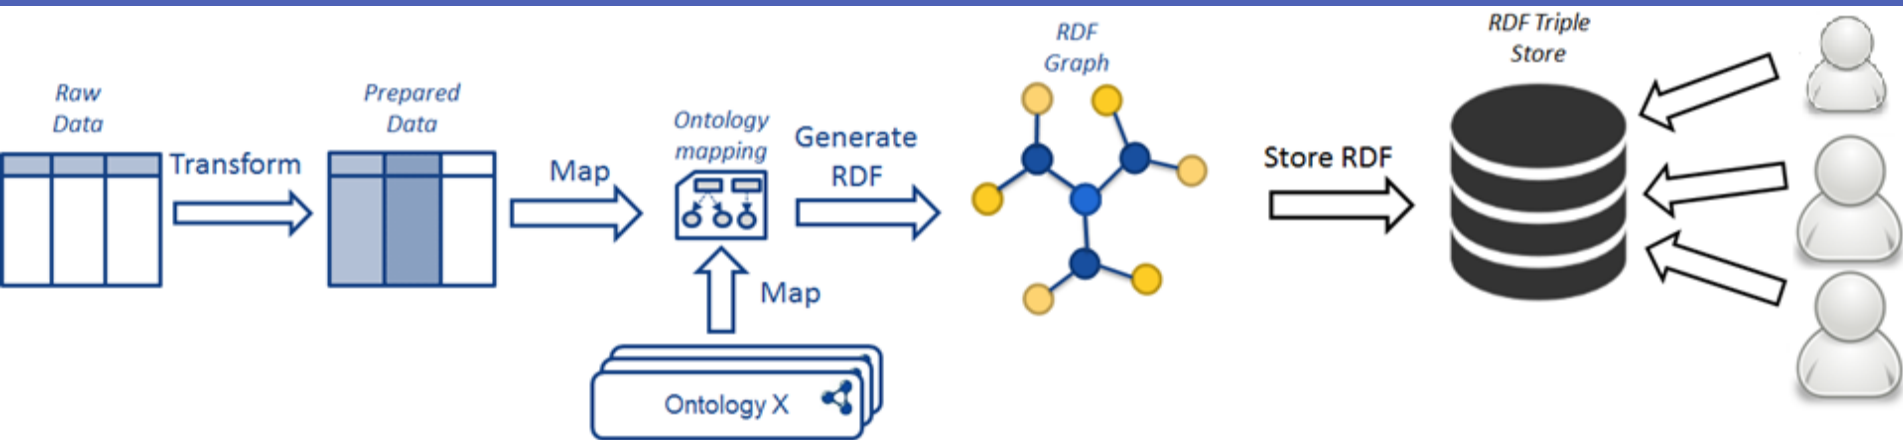 Raw
Data
Transform
Prepared
Data
Map
Ontology
mapping
Map
Ontology X
Generate
RDF
RDF
Graph
Store RDF
RDF Triple
Store